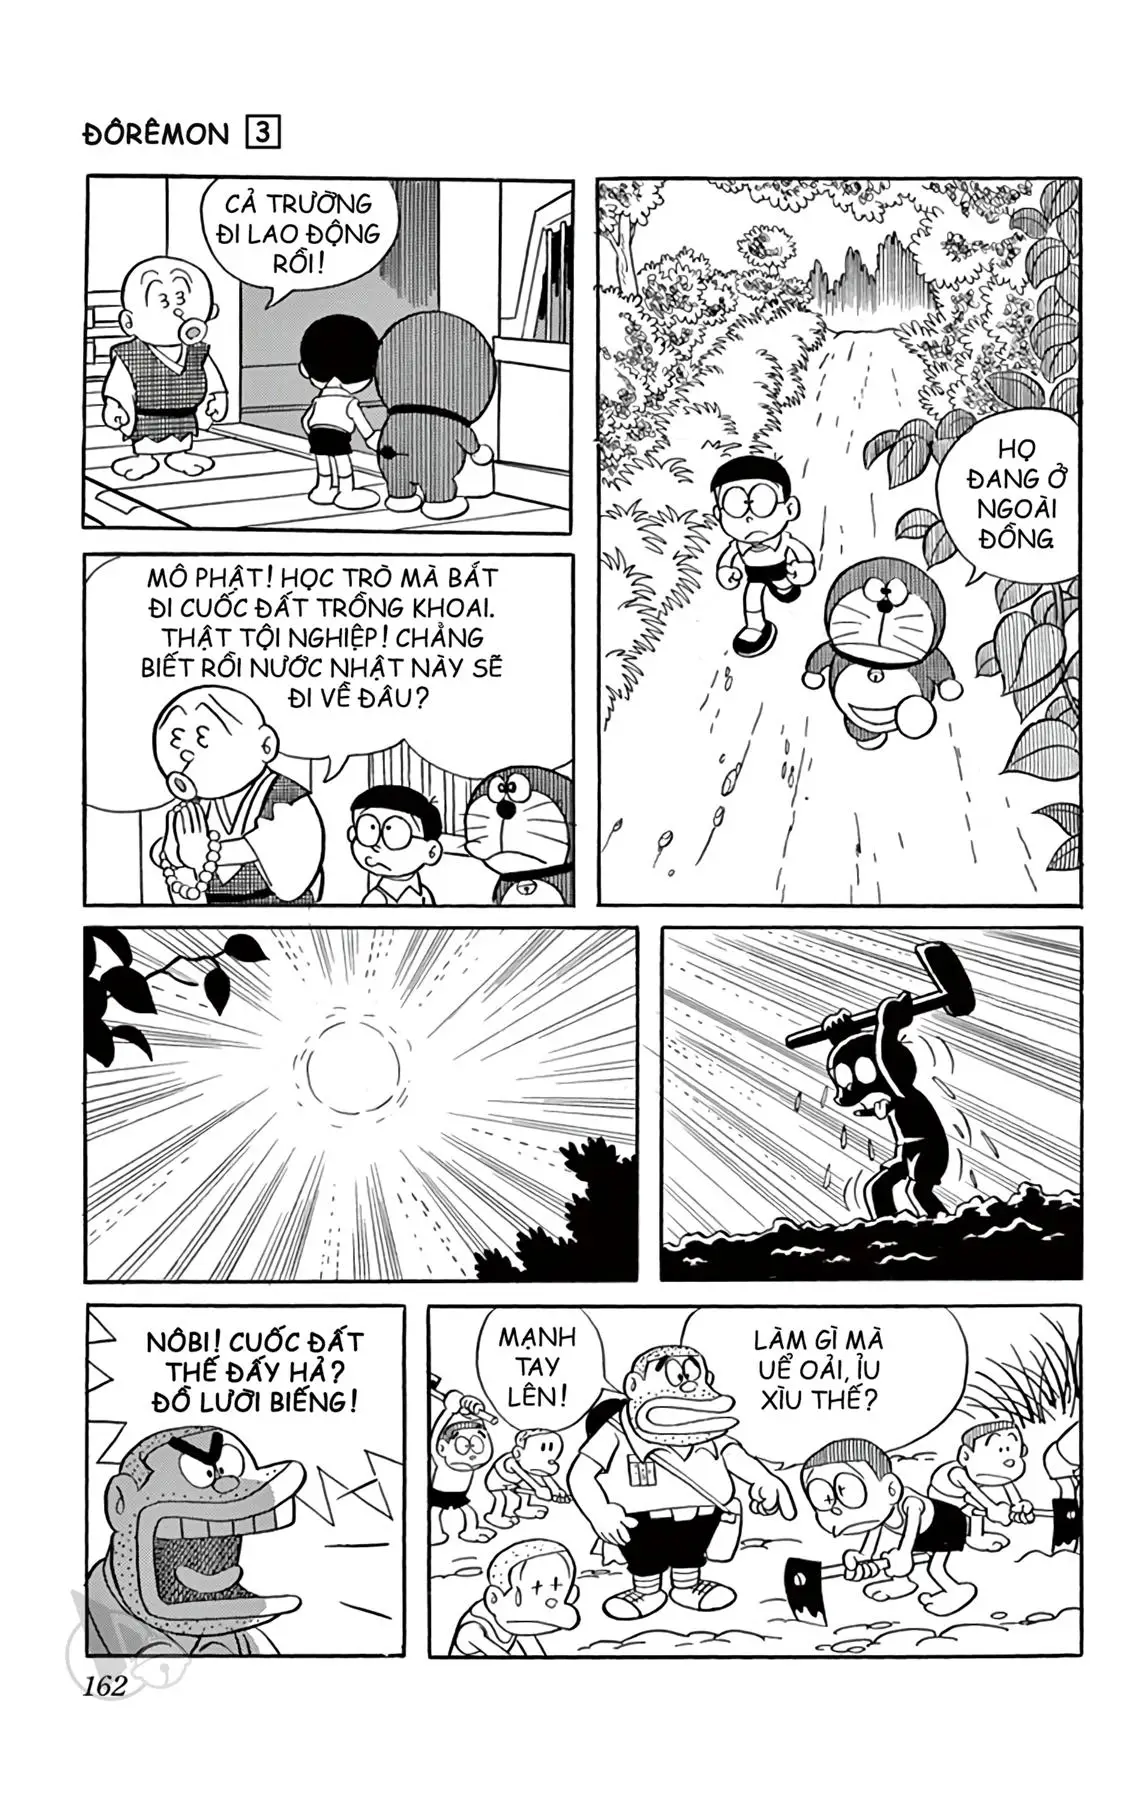 ĐÔRÊMON 3
CẢ TRƯỜNG
ĐI LAO ĐỘNG
RỒI!
HỌ
ĐANG Ở
NGOÀI
ĐỒNG.
MÔ PHẬT! HỌC TRÒ MÀ BẮT
ĐI CUỐC ĐẤT TRỒNG KHOAI.
THẬT TỘI NGHIỆP! CHẲNG
BIẾT RỒI NƯỚC NHẬT NÀY SẼ
ĐI VỀ ĐÂU?
NÔBI! CUỐC ĐẤT
THẾ ĐẤY HẢ?
ĐỒ LƯỜI BIẾNG!
MẠNH
TAY
LÊN!
LÀM GÌ MÀ
UỂ OẢI, ỈU
XÌU THẾ?
162